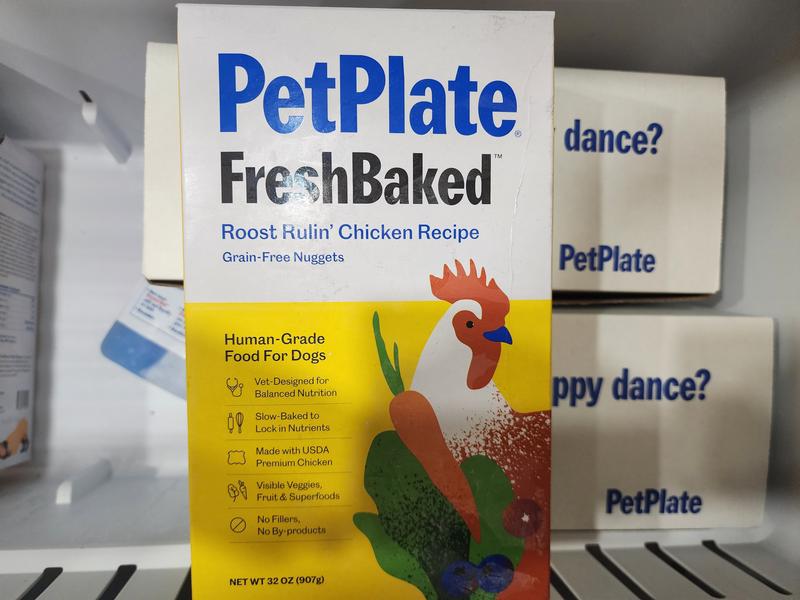 PetPlate®
FreshBaked™
Roost Rulin' Chicken Recipe
Grain-Free Nuggets
Human-Grade
Food For Dogs
Vet-Designed for
Balanced Nutrition
Slow-Baked to
Lock in Nutrients
Made with USDA
Premium Chicken
Visible Veggies,
Fruit & Superfoods
No Fillers,
No By-products
NET WT 32 OZ (907g)
dance?
PetPlate
ppy dance?
PetPlate